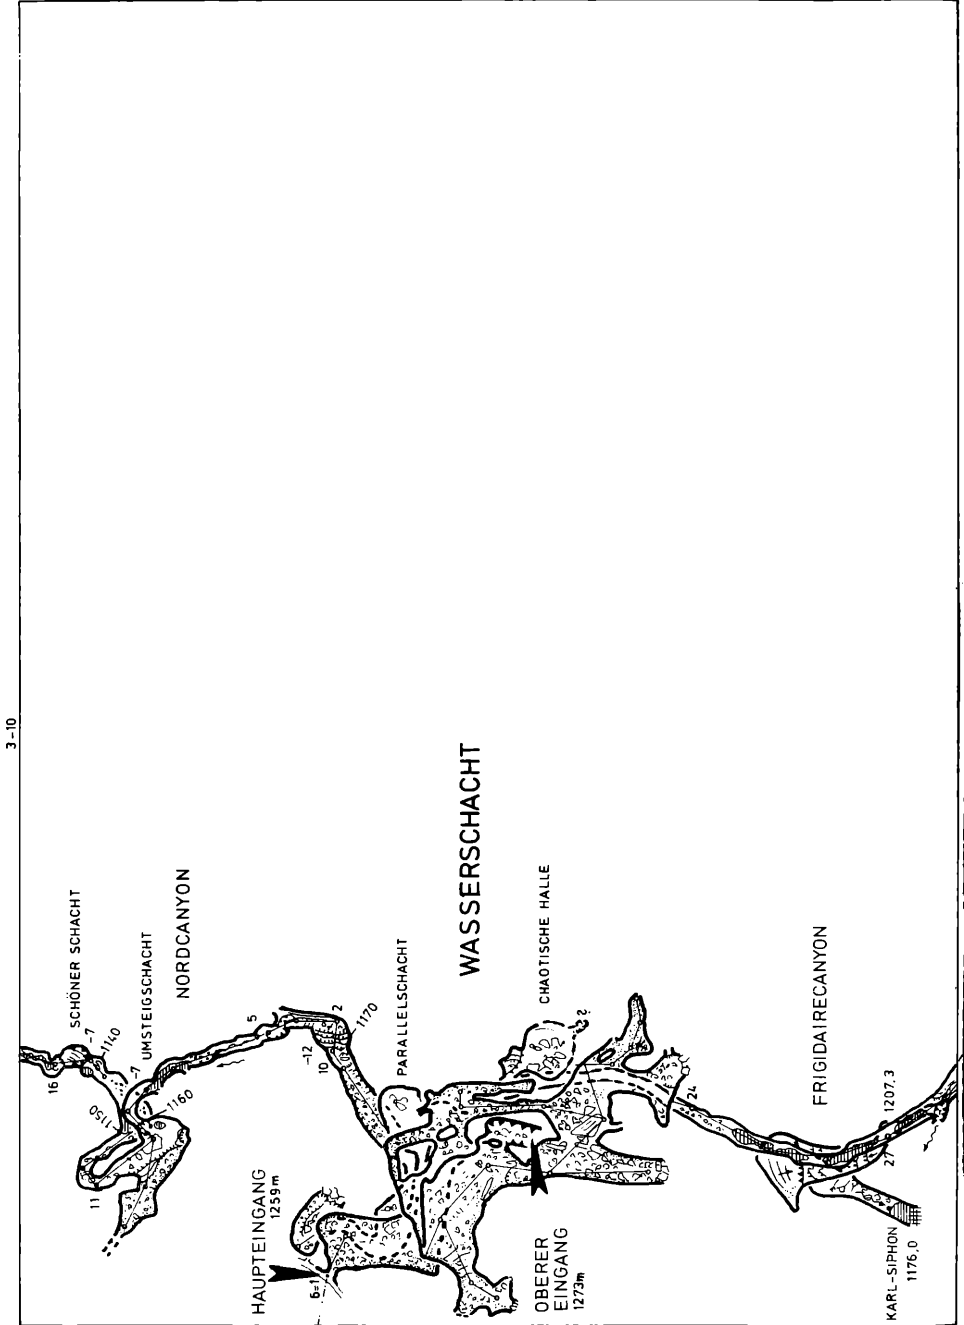 3-10
SCHÖNER SCHACHT
16
-7
1140
UMSTEIGSCHACHT
-7
NORDCANYON
1150
1160
11
5
2
1170
-12
10
PARALLELSCHACHT
WASSERSCHACHT
HAUPTEINGANG
1259m
CHAOTISCHE HALLE
??
OBERER
EINGANG
1273m
24
FRIGIDAIRECANYON
1207.3
27
KARL-SIPHON
1176,0